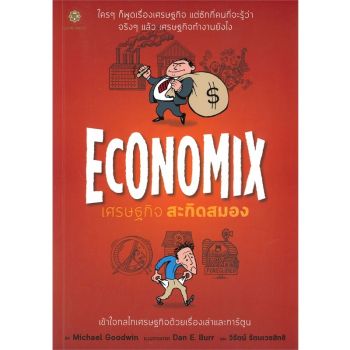 ใครๆ ก็พูดเรื่องเศรษฐกิจ แต่ซักกี่คนที่จะรู้ว่า
จริงๆ แล้ว เศรษฐกิจทำงานยังไง
$
ECONOMIX
เศรษฐกิจ สะกิดสมอง
FORECLOSED
เข้าใจกลไกเศรษฐกิจด้วยเรื่องเล่าและการ์ตูน
Michael Goodwin Dan E. Burr วิรัตน์ รัตนเวชสิทธิ